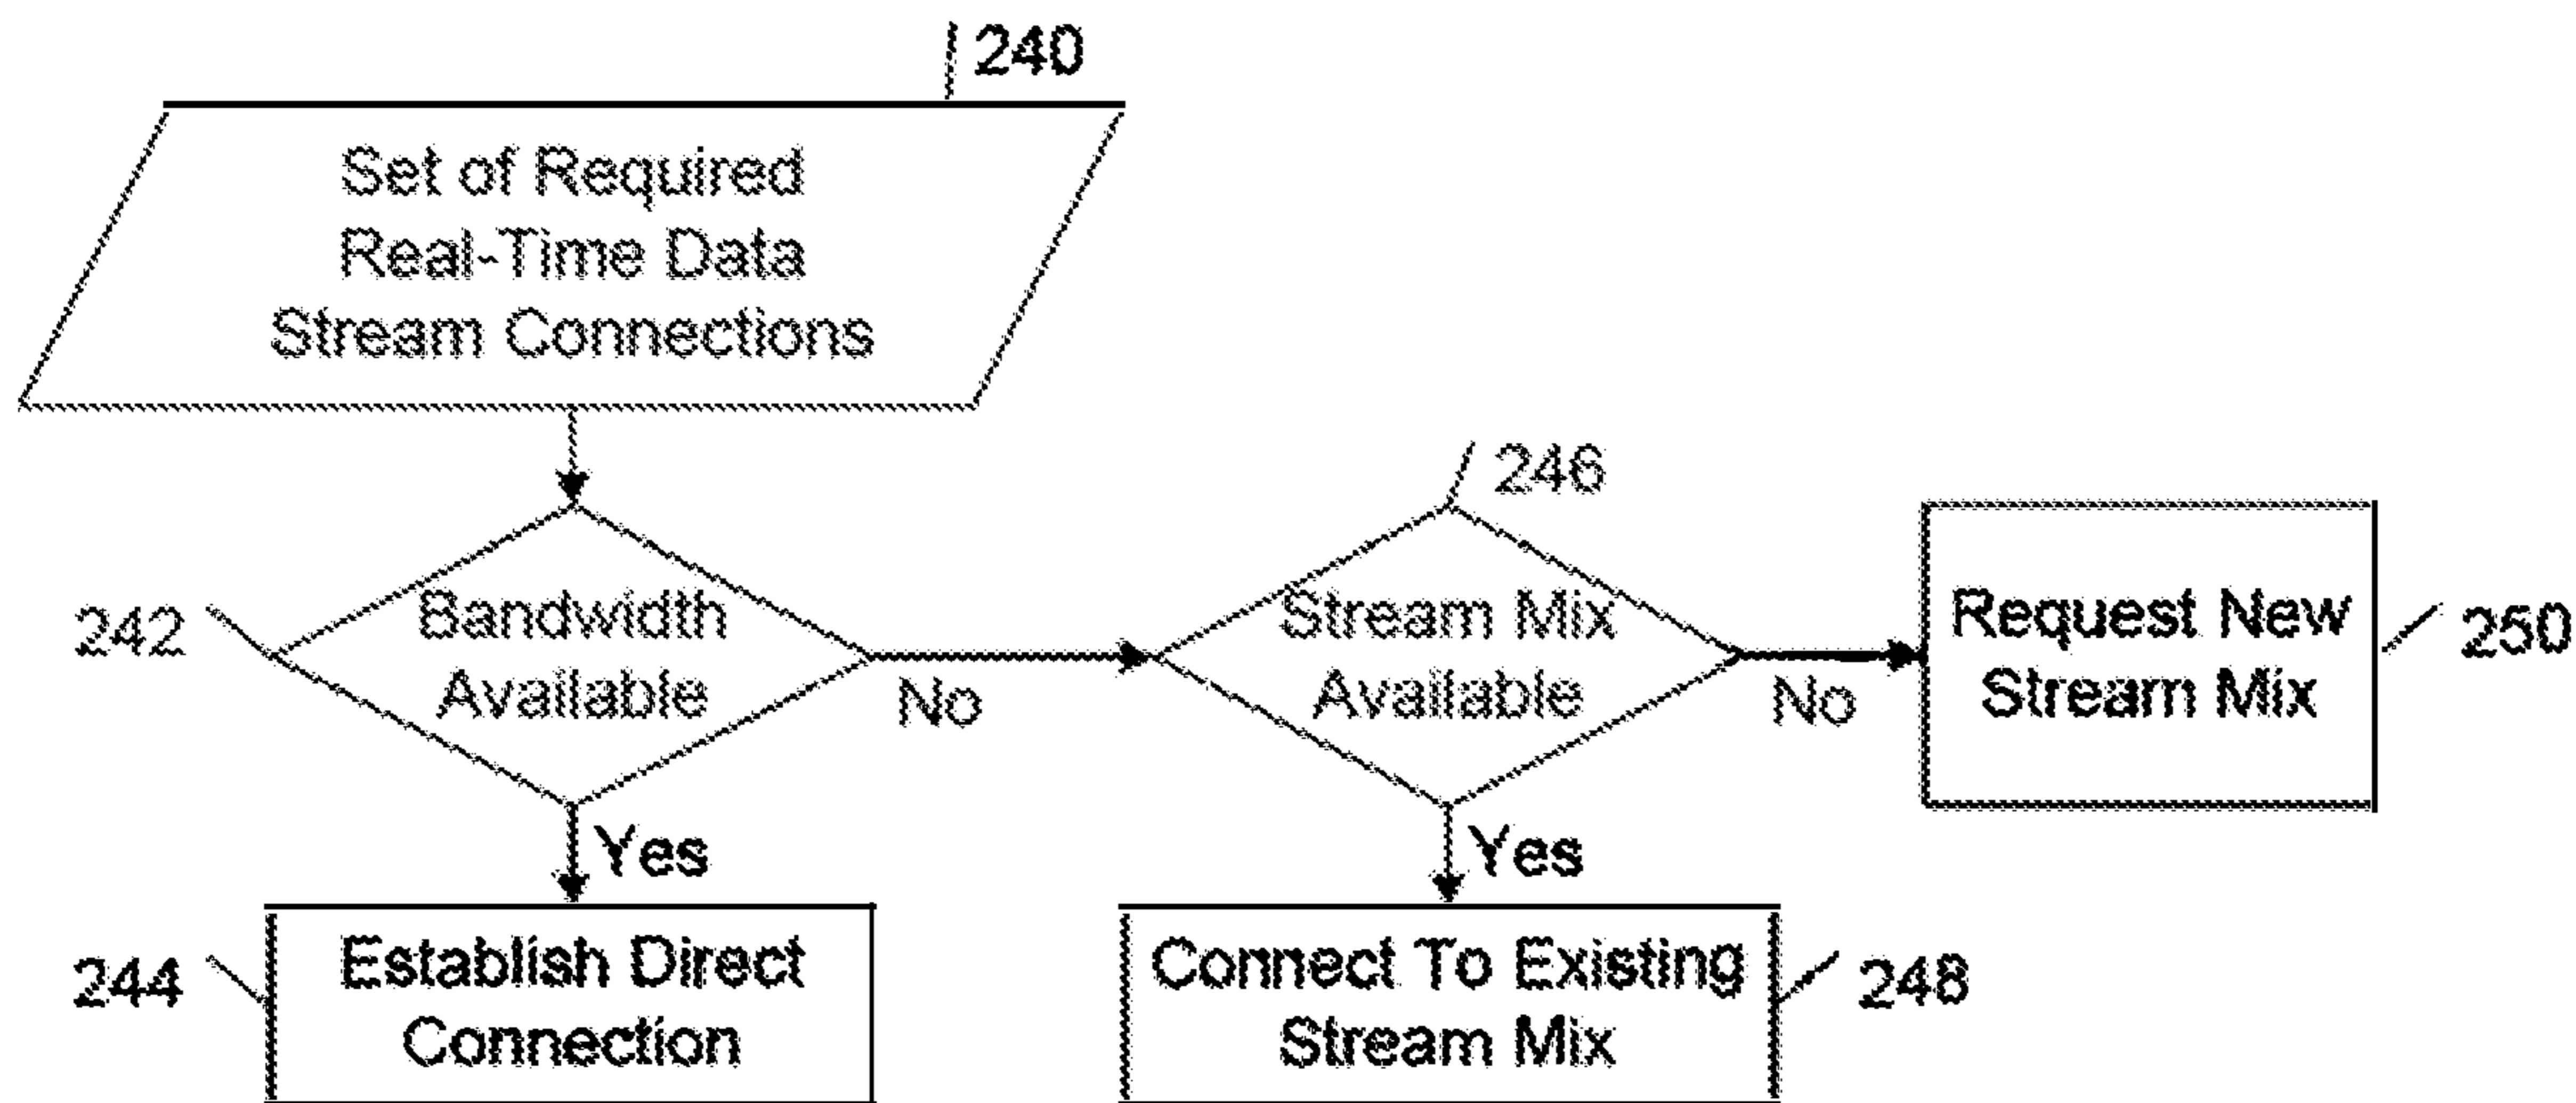 240
Set of Required
Real-Time Data
Stream Connections
246
242
Bandwidth
Available
No
Stream Mix
Available
No
Request New
Stream Mix
250
Yes
Yes
244
Establish Direct
Connection
Connect To Existing
Stream Mix
248